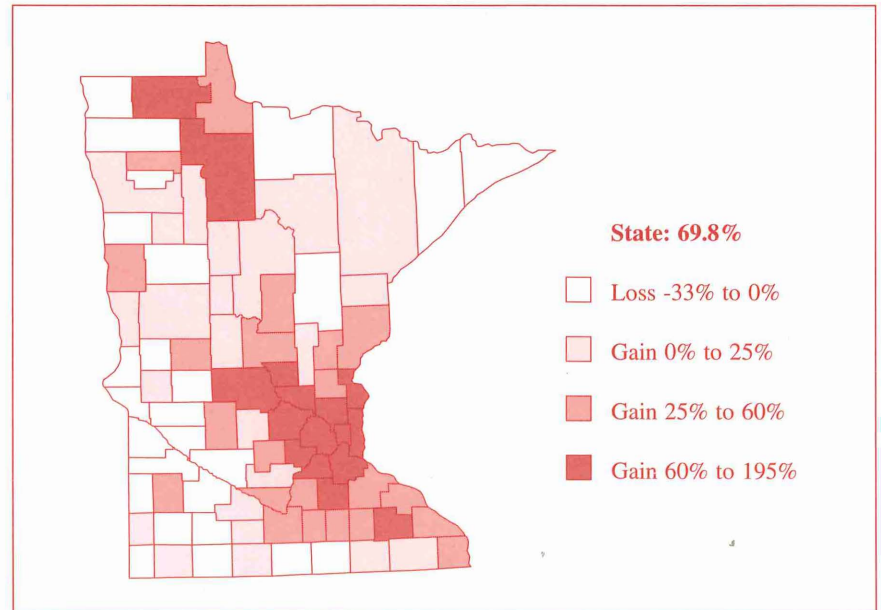 State: 69.8%
Loss -33% to 0%
Gain 0% to 25%
Gain 25% to 60%
Gain 60% to 195%